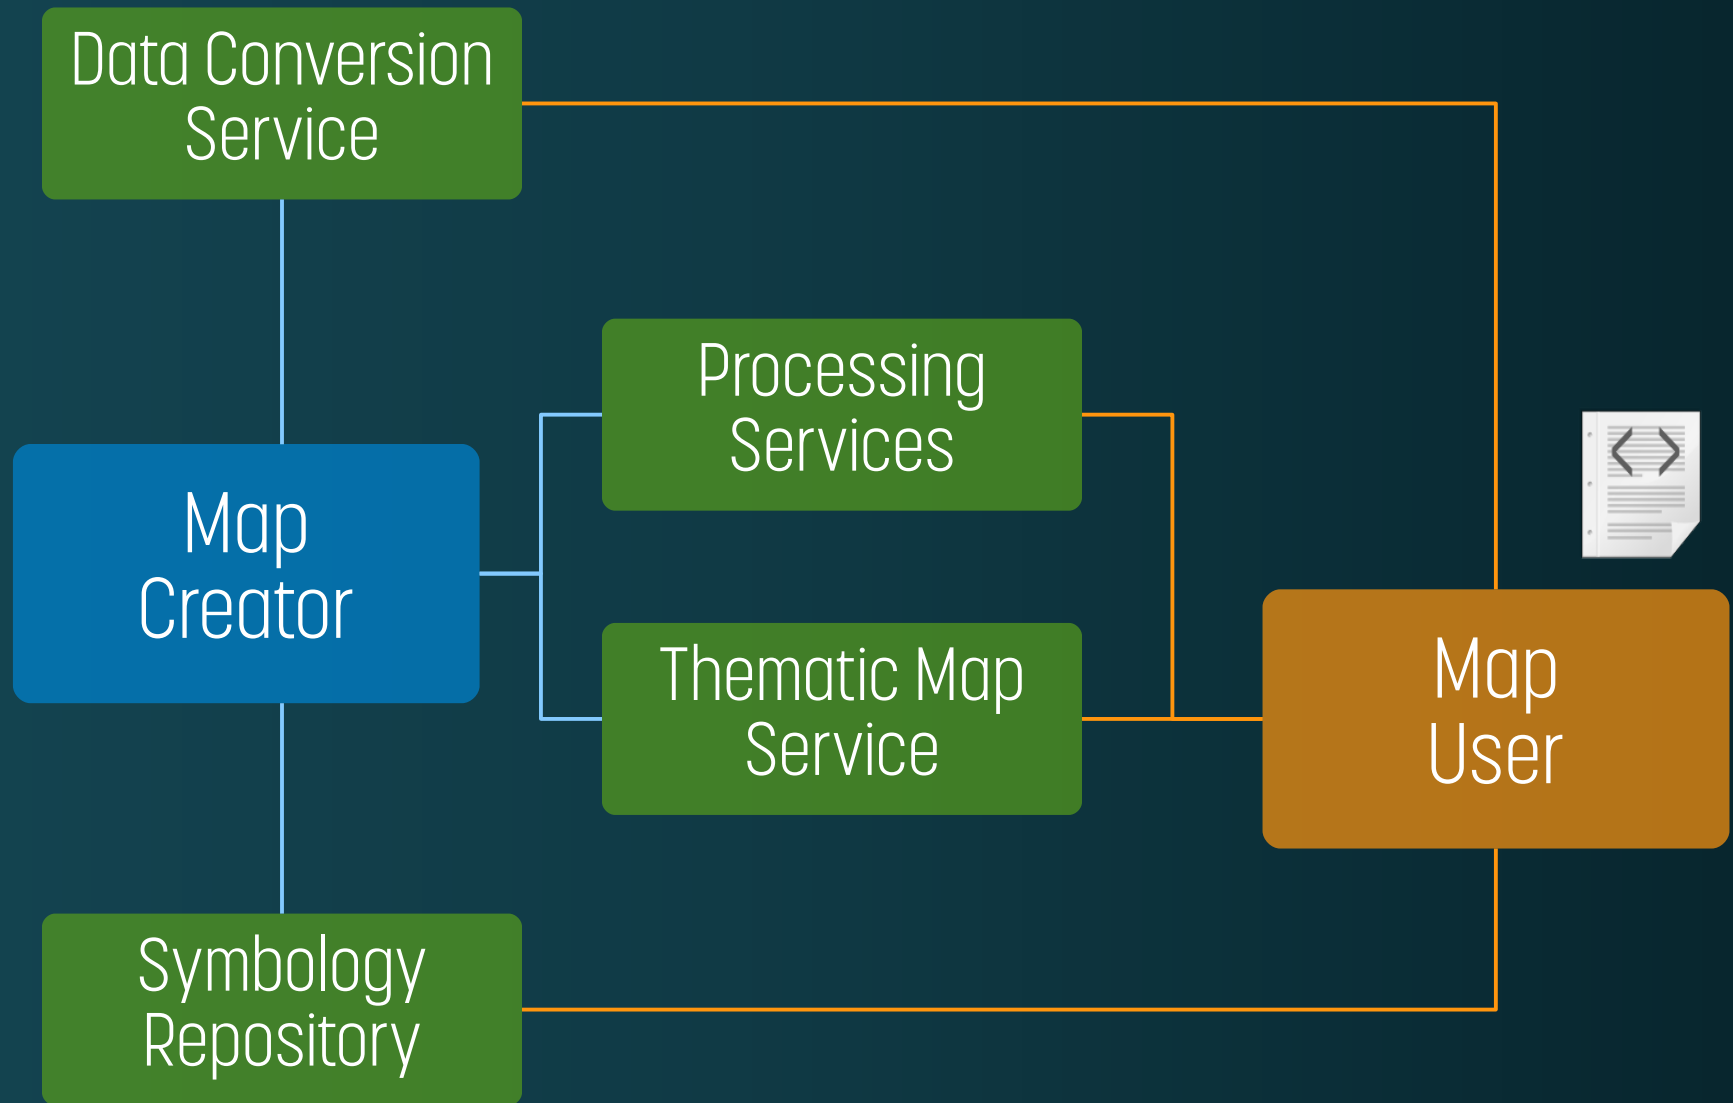 Data Conversion
Service
Processing
Services
Map
Creator
Thematic Map
Service
Map
User
Symbology
Repository